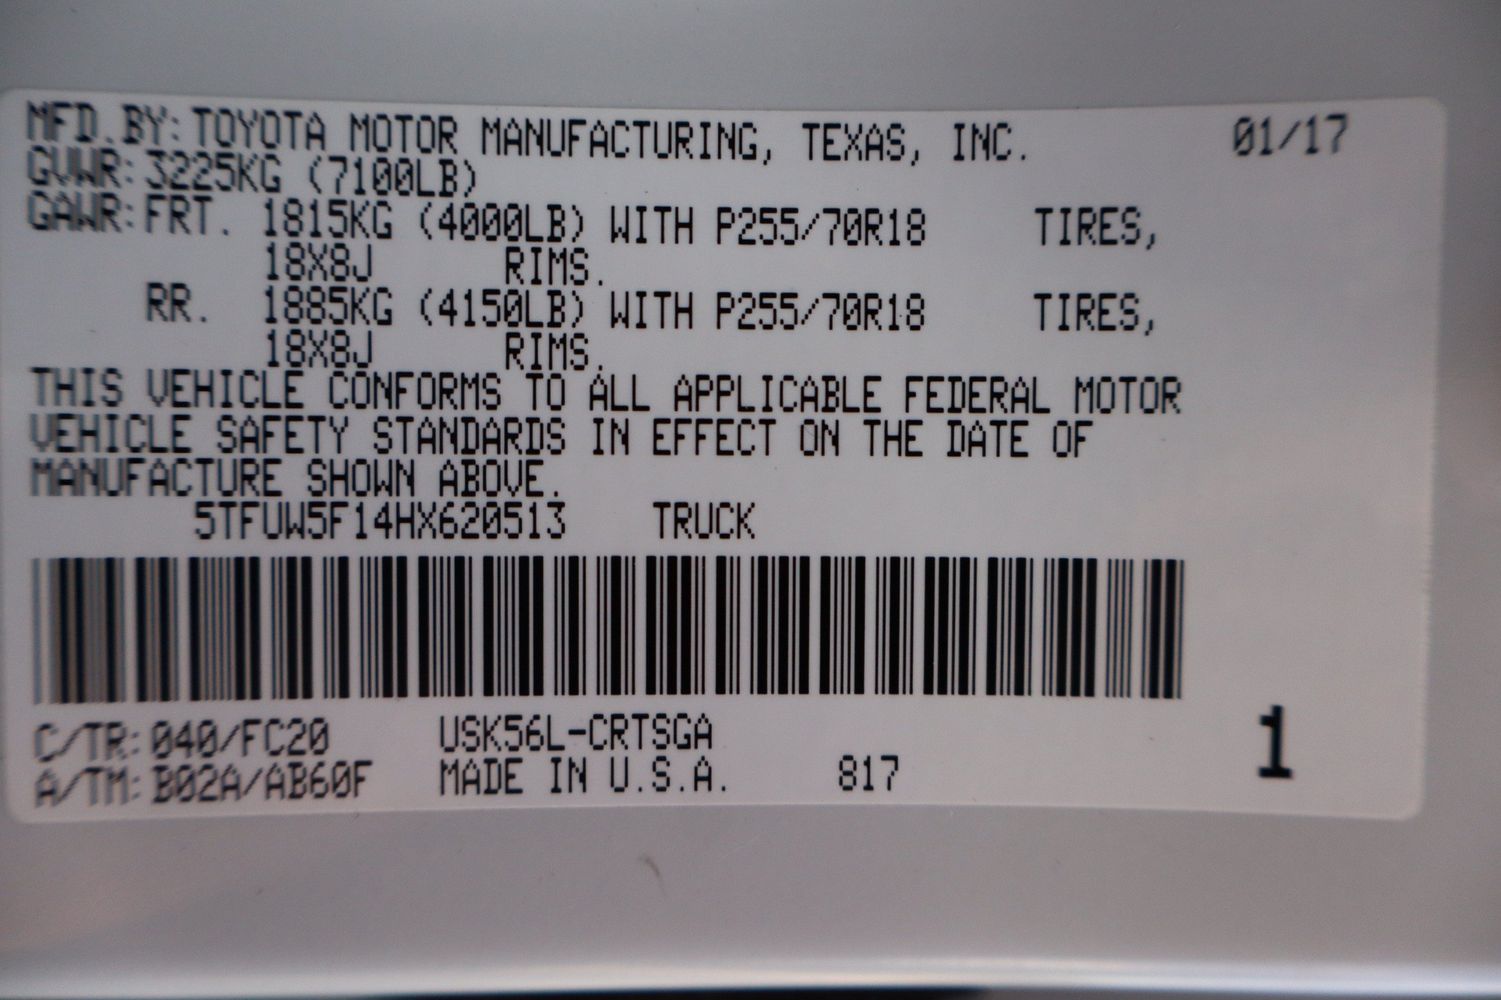 MFD.BY:TOYOTA MOTOR MANUFACTURING, TEXAS, INC. 01/17
GVWR:3225KG (7100LB)
GAWR:FRT. 1815KG (4000LB) WITH P255/70R18 TIRES,
18X8J RIMS.
RR. 1885KG (4150LB) WITH P255/70R18 TIRES,
18X8J RIMS.
THIS VEHICLE CONFORMS TO ALL APPLICABLE FEDERAL MOTOR
VEHICLE SAFETY STANDARDS IN EFFECT ON THE DATE OF
MANUFACTURE SHOWN ABOVE.
5TFUW5F14HX620513 TRUCK
C/TR:040/FC20 USK56L-CRTSGA
A/TM:B02A/AB60F MADE IN U.S.A. 817
1